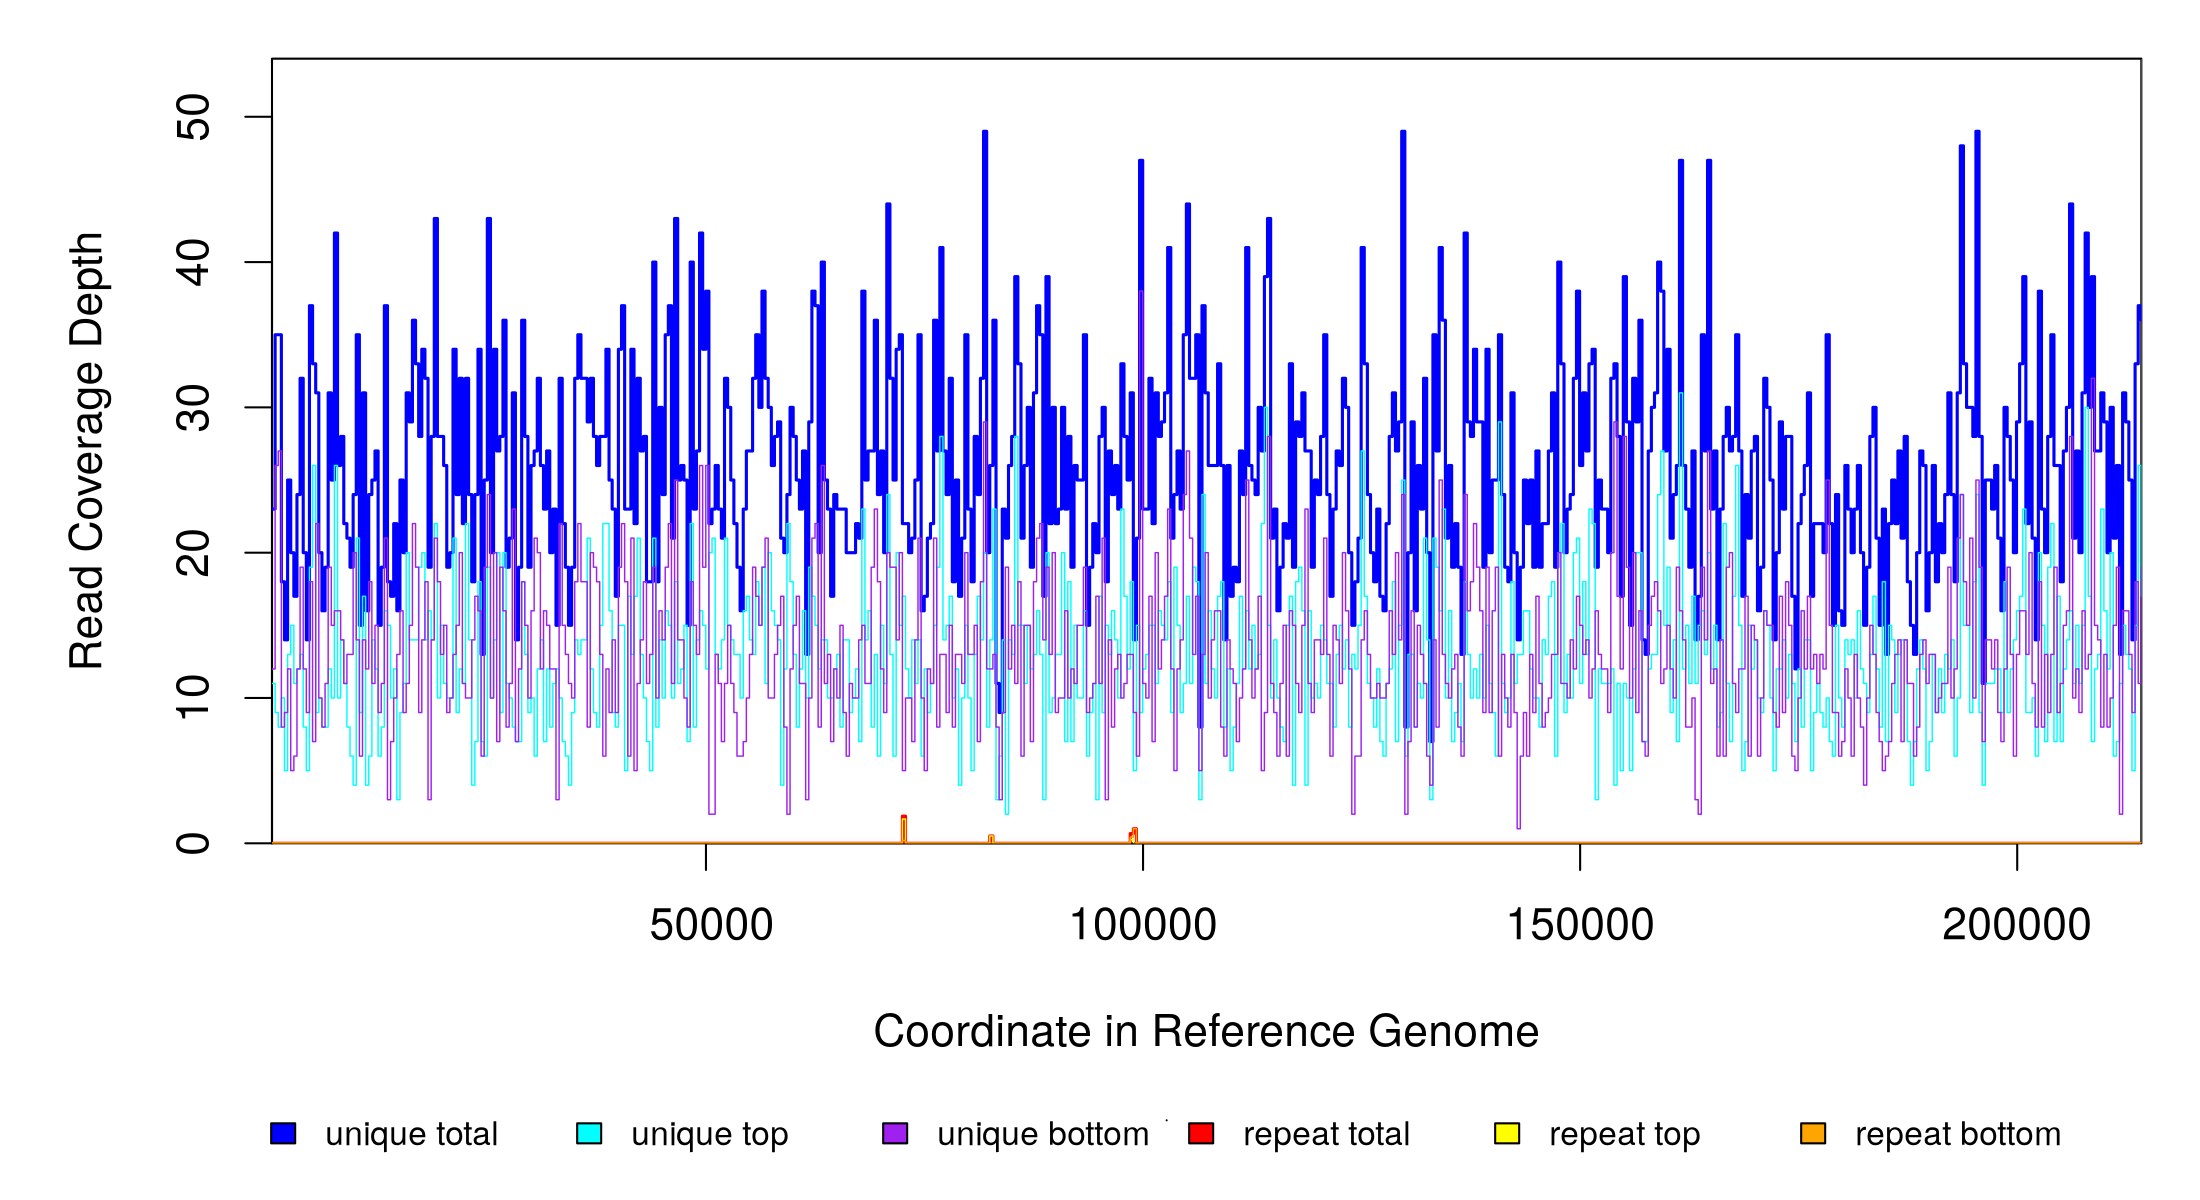 Read Coverage Depth
50
40
30
20
10
0
50000 100000 150000 200000
Coordinate in Reference Genome
unique total unique top unique bottom repeat total repeat top repeat bottom